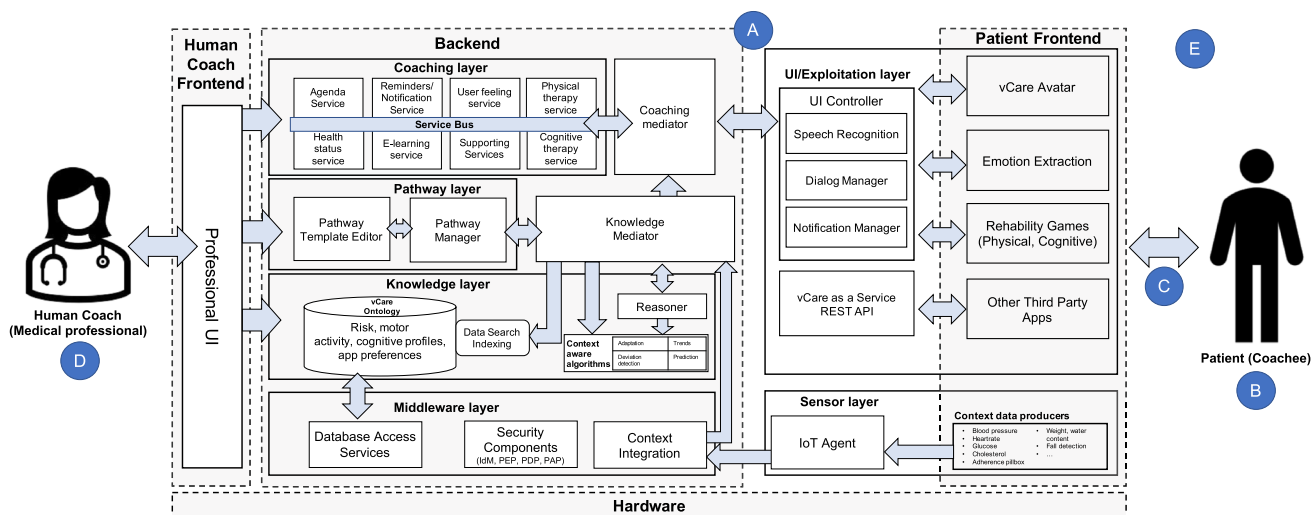 A
E
Human
Coach
Frontend
Backend
Patient Frontend
Coaching layer
Agenda
Service
Reminders/
Notification
Service
User feeling
service
Physical
therapy
service
Service Bus
Health
status
service
E-learning
service
Supporting
Services
Cognitive
therapy
service
Coaching
mediator
UI/Exploitation layer
UI Controller
Speech Recognition
Dialog Manager
Notification Manager
vCare as a Service
REST API
vCare Avatar
Emotion Extraction
Rehability Games
(Physical, Cognitive)
Other Third Party
Apps
Pathway layer
Pathway
Template Editor
Pathway
Manager
Knowledge
Mediator
Professional UI
Human Coach
(Medical professional)
D
C
Patient (Coachee)
B
Knowledge layer
vCare
Ontology
Risk, motor
activity, cognitive profiles,
app preferences
Data Search
Indexing
Reasoner
Context
aware
algorithms
Adaptation
Trends
Deviation
detection
Prediction
Middleware layer
Database Access
Services
Security
Components
(IdM, PEP, PDP, PAP)
Context
Integration
Sensor layer
IoT Agent
Context data producers
• Blood pressure
• Heartrate
• Glucose
• Cholesterol
• Adherence pillbox
• Weight, water
content
• Fall detection
• ...
Hardware